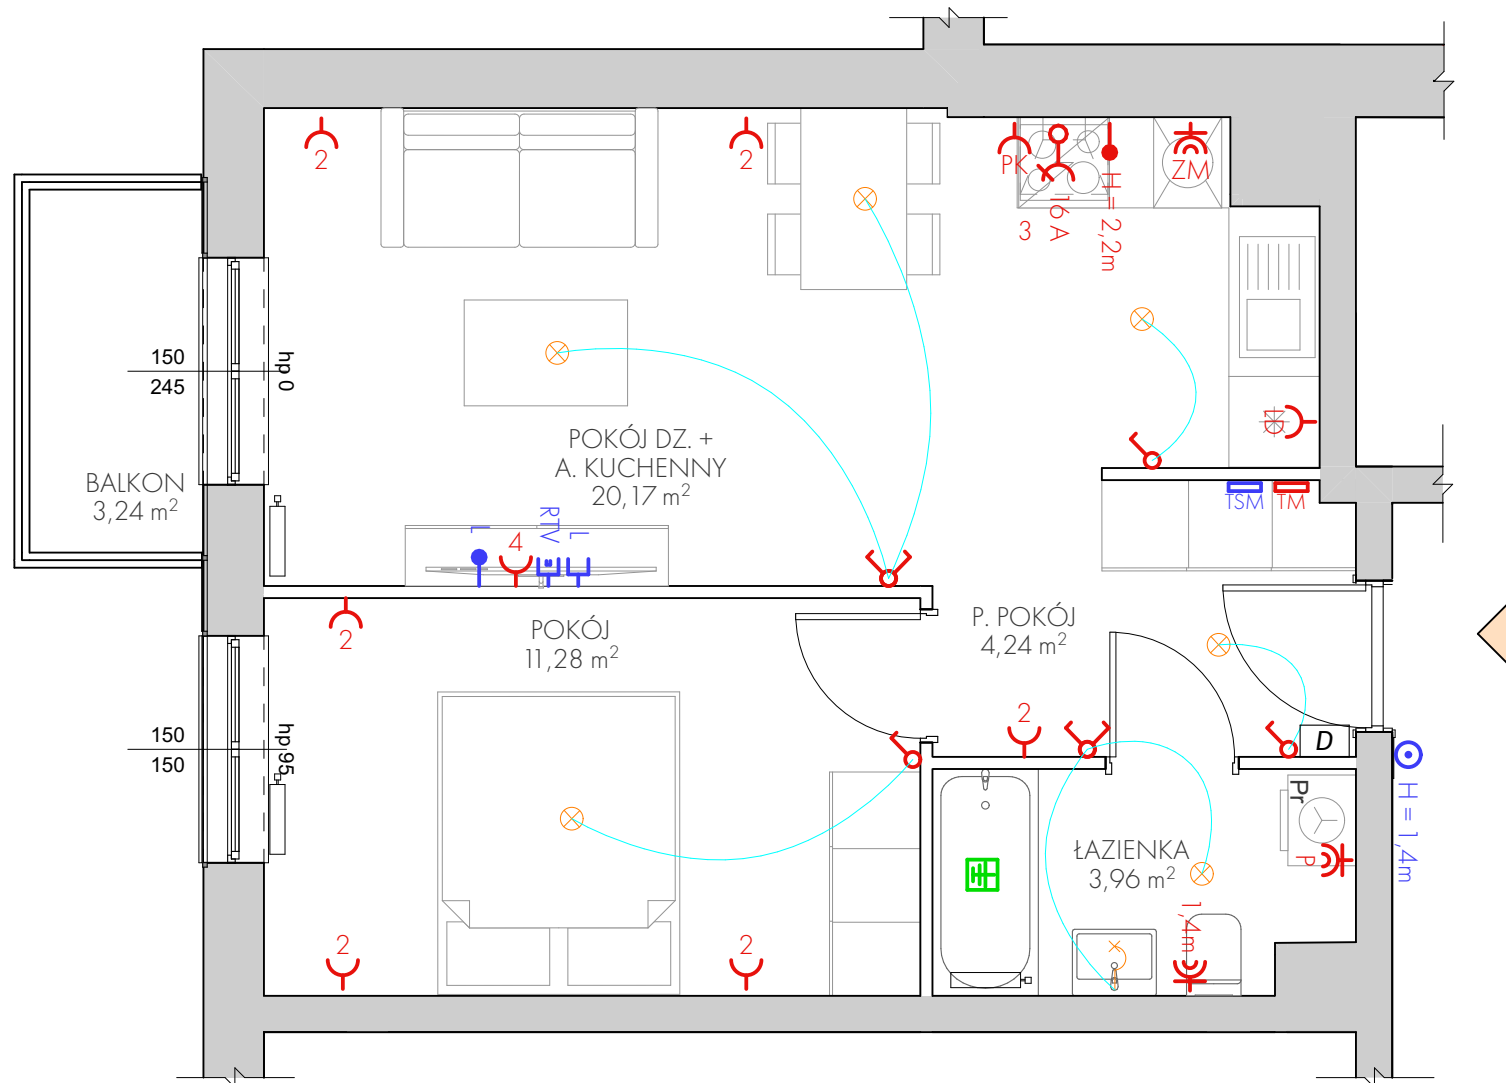 2
2
PK
ZM
3
16 A
H = 2,2m
150
245
hp 0
BALKON
3,24 m²
POKÓJ DZ. +
A. KUCHENNY
20,17 m²
LD
TSM
TM
L
4
RTV
L
2
POKÓJ
11,28 m²
P. POKÓJ
4,24 m²
2
D
150
150
hp 95
Pr
P
H = 1,4m
ŁAZIENKA
3,96 m²
1,4m
2
2